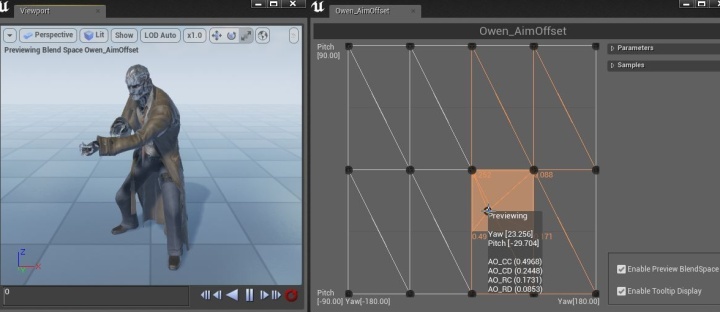 Viewport
Owen_AimOffset
Perspective
Lit
Show
LOD Auto
x1.0
Previewing Blend Space Owen_AimOffset
Owen_AimOffset
Pitch
[90.00]
Parameters
Samples
.088
0.49
.171
Previewing
Yaw [23.256]
Pitch [-29.704]
AO_CC (0.4968)
AO_CD (0.2448)
AO_RC (0.1731)
AO_RD (0.0853)
Enable Preview BlendSpace
Enable Tooltip Display
Z
X
0
Pitch
[-90.00] Yaw[-180.00]
Yaw[180.00]